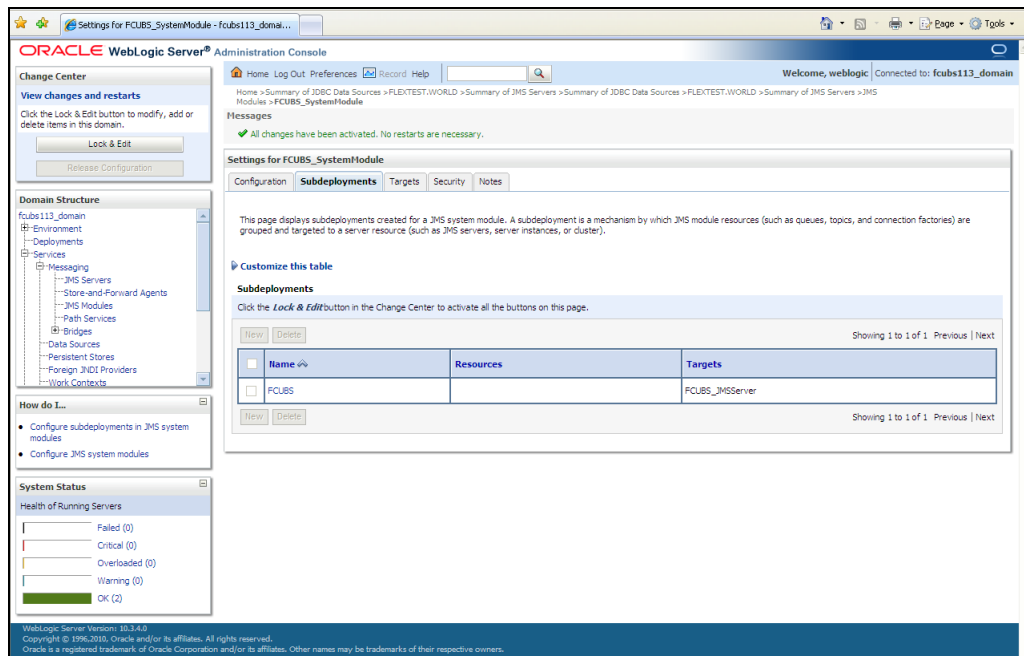 Settings for FCUBS_SystemModule - fcubs113_domai...
Page
Tools
ORACLE WebLogic Server® Administration Console
Change Center
View changes and restarts
Click the Lock & Edit button to modify, add or
delete items in this domain.
Lock & Edit
Release Configuration
Domain Structure
fcubs113_domain
Environment
Deployments
Services
Messaging
JMS Servers
Store-and-Forward Agents
JMS Modules
Path Services
Bridges
Data Sources
Persistent Stores
Foreign JNDI Providers
Work Contexts
How do I...
Configure subdeployments in JMS system
modules
Configure JMS system modules
System Status
Health of Running Servers
Failed (0)
Critical (0)
Overloaded (0)
Warning (0)
OK (2)
Home Log Out Preferences Record Help
Welcome, weblogic Connected to: fcubs113_domain
Home >Summary of JDBC Data Sources >FLEXTEST.WORLD >Summary of JMS Servers >Summary of JDBC Data Sources >FLEXTEST.WORLD >Summary of JMS Servers >JMS
Modules >FCUBS_SystemModule
Messages
All changes have been activated. No restarts are necessary.
Settings for FCUBS_SystemModule
Configuration Subdeployments Targets Security Notes
This page displays subdeployments created for a JMS system module. A subdeployment is a mechanism by which JMS module resources (such as queues, topics, and connection factories) are
grouped and targeted to a server resource (such as JMS servers, server instances, or cluster).
Customize this table
Subdeployments
Click the Lock & Edit button in the Change Center to activate all the buttons on this page.
New Delete Showing 1 to 1 of 1 Previous | Next
Name Resources Targets
FCUBS FCUBS_JMSServer
New Delete Showing 1 to 1 of 1 Previous | Next
WebLogic Server Version: 10.3.4.0
Copyright © 1996,2010, Oracle and/or its affiliates. All rights reserved.
Oracle is a registered trademark of Oracle Corporation and/or its affiliates. Other names may be trademarks of their respective owners.